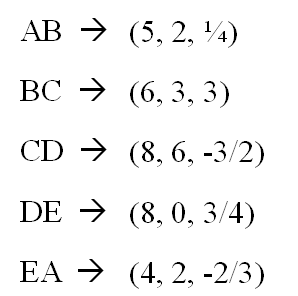 AB → (5, 2, ¼)
BC → (6, 3, 3)
CD → (8, 6, -3/2)
DE → (8, 0, 3/4)
EA → (4, 2, -2/3)